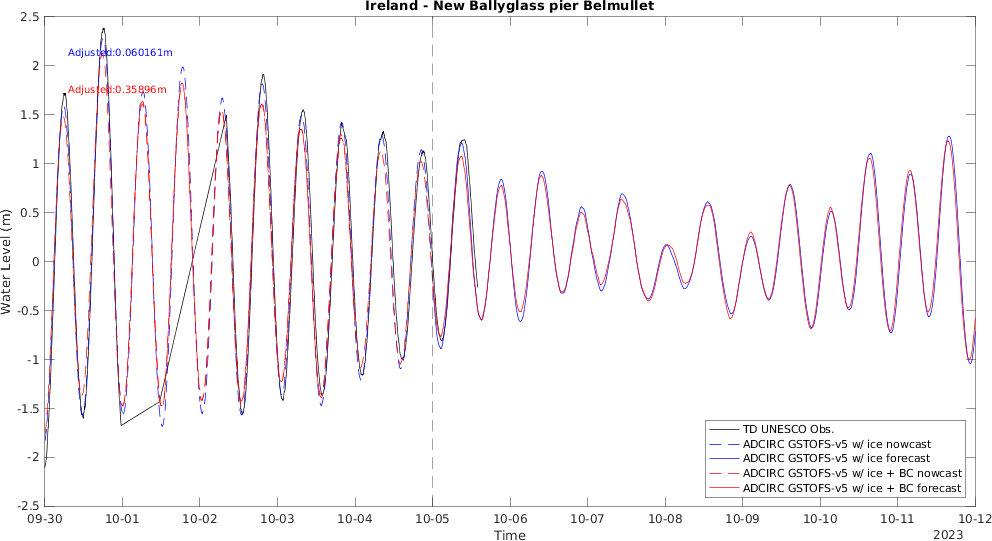 Ireland - New Ballyglass pier Belmullet
Adjusted:0.060161m
Adjusted:0.35896m
Water Level (m)
2.5
2
1.5
1
0.5
0
-0.5
-1
-1.5
-2
-2.5
TD UNESCO Obs.
ADCIRC GSTOFS-v5 w/ ice nowcast
ADCIRC GSTOFS-v5 w/ ice forecast
ADCIRC GSTOFS-v5 w/ ice + BC nowcast
ADCIRC GSTOFS-v5 w/ ice + BC forecast
09-30 10-01 10-02 10-03 10-04 10-05 10-06 10-07 10-08 10-09 10-10 10-11 10-12
Time
2023